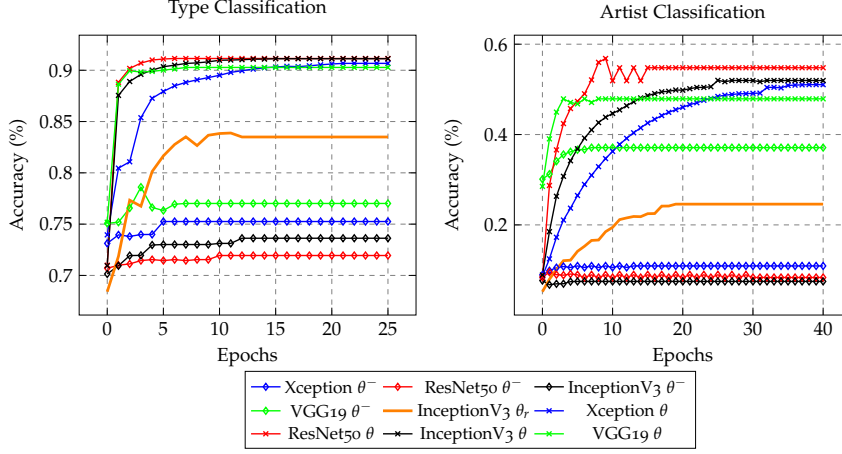 Type Classification
Artist Classification
Accuracy (%)
0.9
0.85
0.8
0.75
0.7
0
5
10
15
20
25
Epochs
Accuracy (%)
0.6
0.4
0.2
0
10
20
30
40
Epochs
Xception θ⁻ ResNet50 θ⁻ InceptionV3 θ⁻
VGG19 θ⁻ InceptionV3 θᵣ Xception θ
ResNet50 θ InceptionV3 θ VGG19 θ